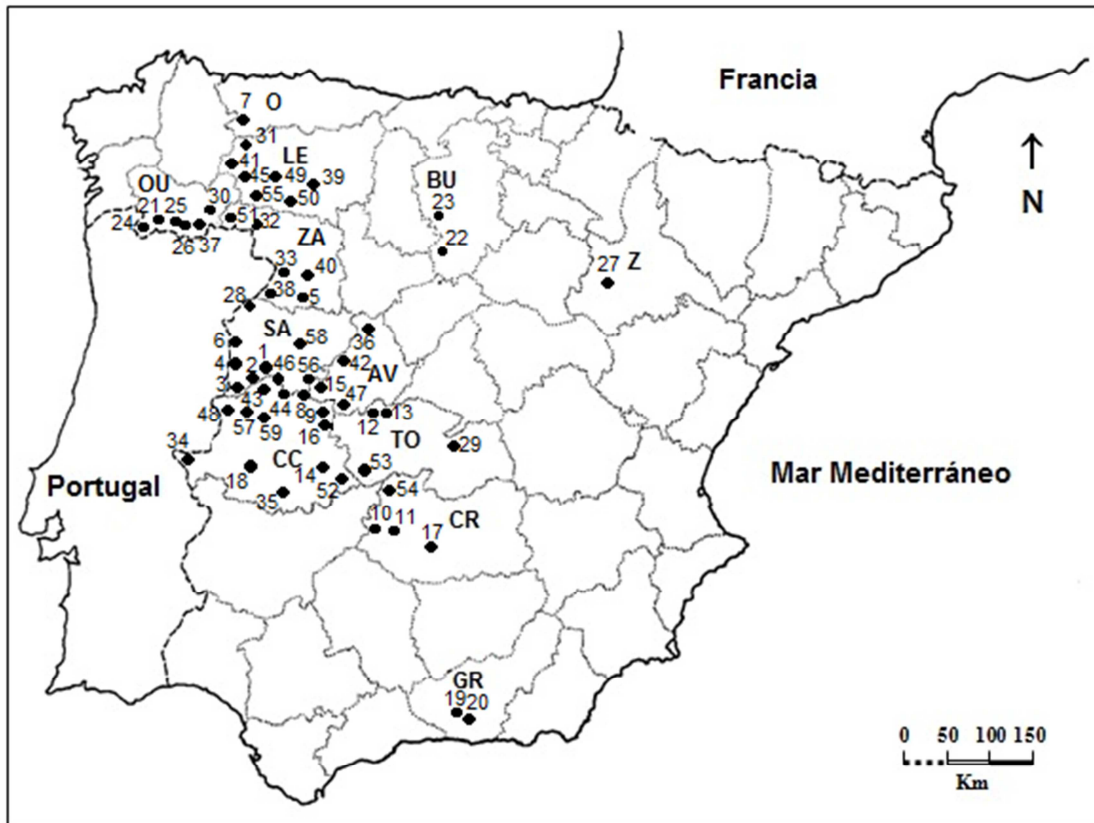 Francia
7 O
31
N
41
LE
45 49 39
BU
OU
30
55 50
23
21 25
24
51 32
26 37
ZA
22
33 40
27 Z
28 38 5
SA
6 58 36
1
4 2 46 56 42
AV
3 43 15 47
48 44 8 9
57 59 16 12 13
TO
29
34
CC
Portugal
18 14 53
Mar Mediterráneo
35 52 54
10 11 CR
17
GR
19 20
0 50 100 150
Km